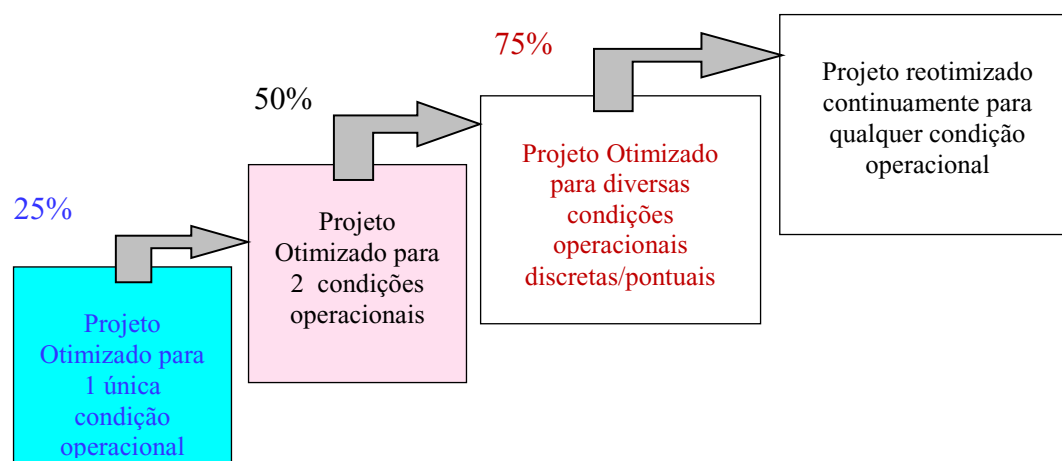 25%
Projeto
Otimizado para
1 única
condição
operacional
50%
Projeto
Otimizado para
2 condições
operacionais
75%
Projeto Otimizado
para diversas
condições
operacionais
discretas/pontuais
Projeto reotimizado
continuamente para
qualquer condição
operacional